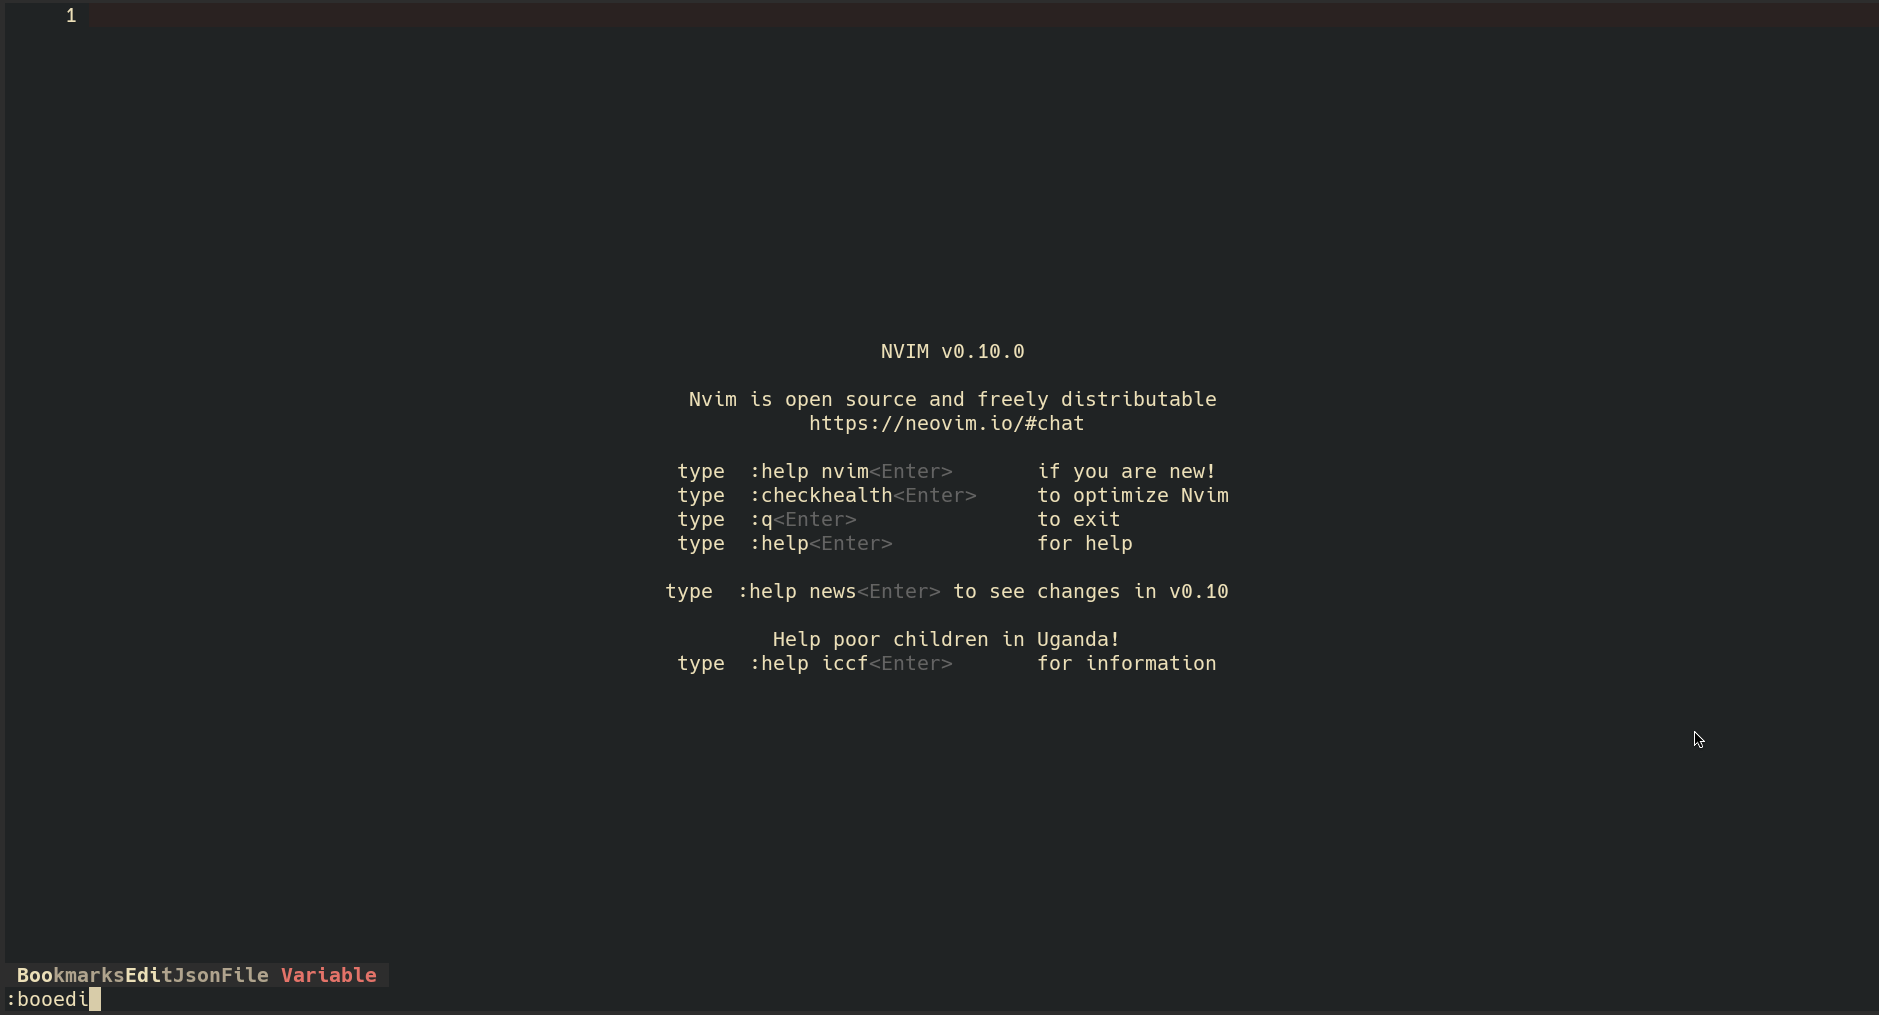 1
NVIM v0.10.0
Nvim is open source and freely distributable
https://neovim.io/#chat
type  :help nvim<Enter>       if you are new!
type  :checkhealth<Enter>     to optimize Nvim
type  :q<Enter>               to exit
type  :help<Enter>            for help
type  :help news<Enter> to see changes in v0.10
Help poor children in Uganda!
type  :help iccf<Enter>       for information
BookmarksEditJsonFile Variable
:booedi